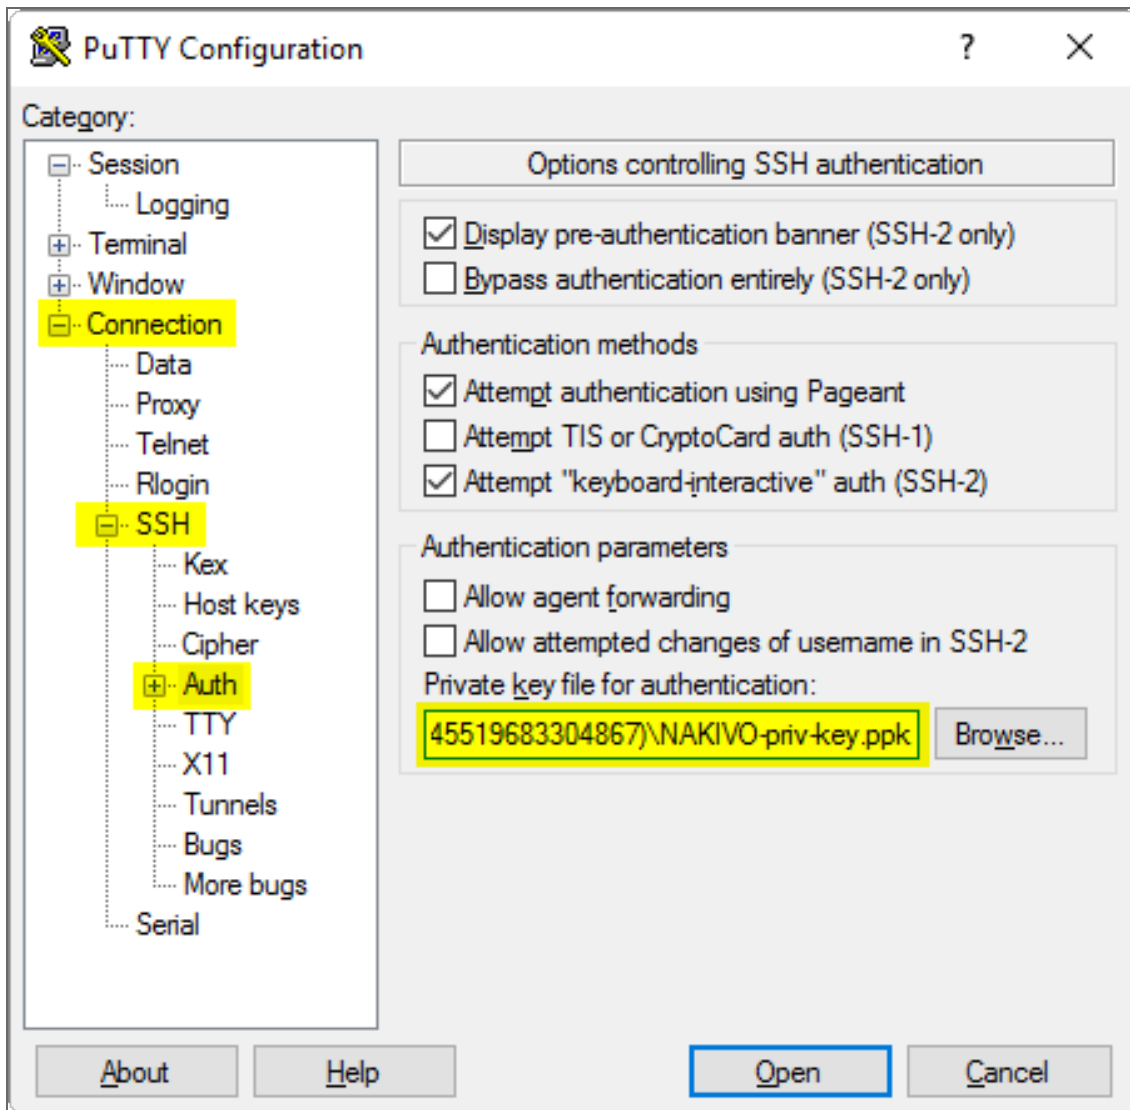 PuTTY Configuration
?
Category:
Session
Logging
Terminal
Window
Connection
Data
Proxy
Telnet
Rlogin
SSH
Kex
Host keys
Cipher
Auth
TTY
X11
Tunnels
Bugs
More bugs
Serial
Options controlling SSH authentication
Display pre-authentication banner (SSH-2 only)
Bypass authentication entirely (SSH-2 only)
Authentication methods
Attempt authentication using Pageant
Attempt TIS or CryptoCard auth (SSH-1)
Attempt "keyboard-interactive" auth (SSH-2)
Authentication parameters
Allow agent forwarding
Allow attempted changes of username in SSH-2
Private key file for authentication:
45519683304867)\NAKIVO-priv-key.ppk
Browse...
About
Help
Open
Cancel